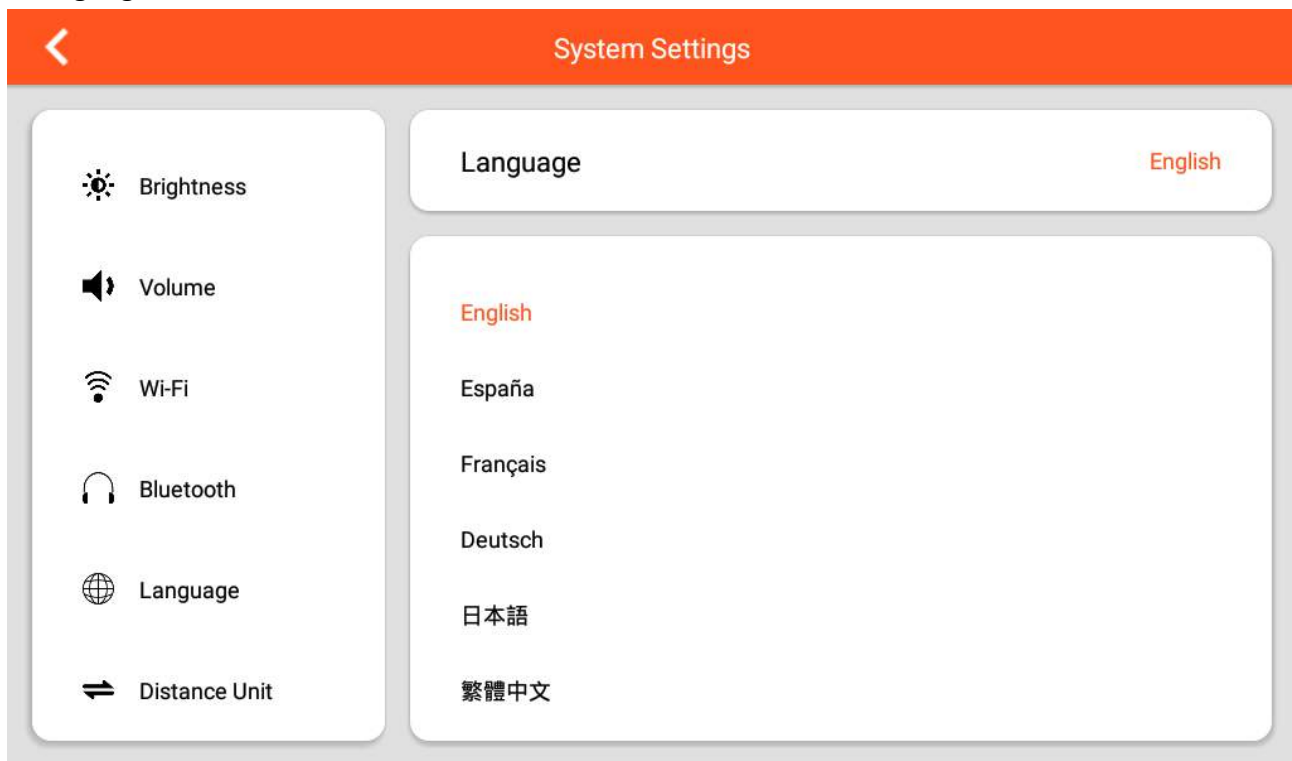 System Settings
Brightness
Volume
Wi-Fi
Bluetooth
Language
Distance Unit
Language English
English
España
Français
Deutsch
日本語
繁體中文